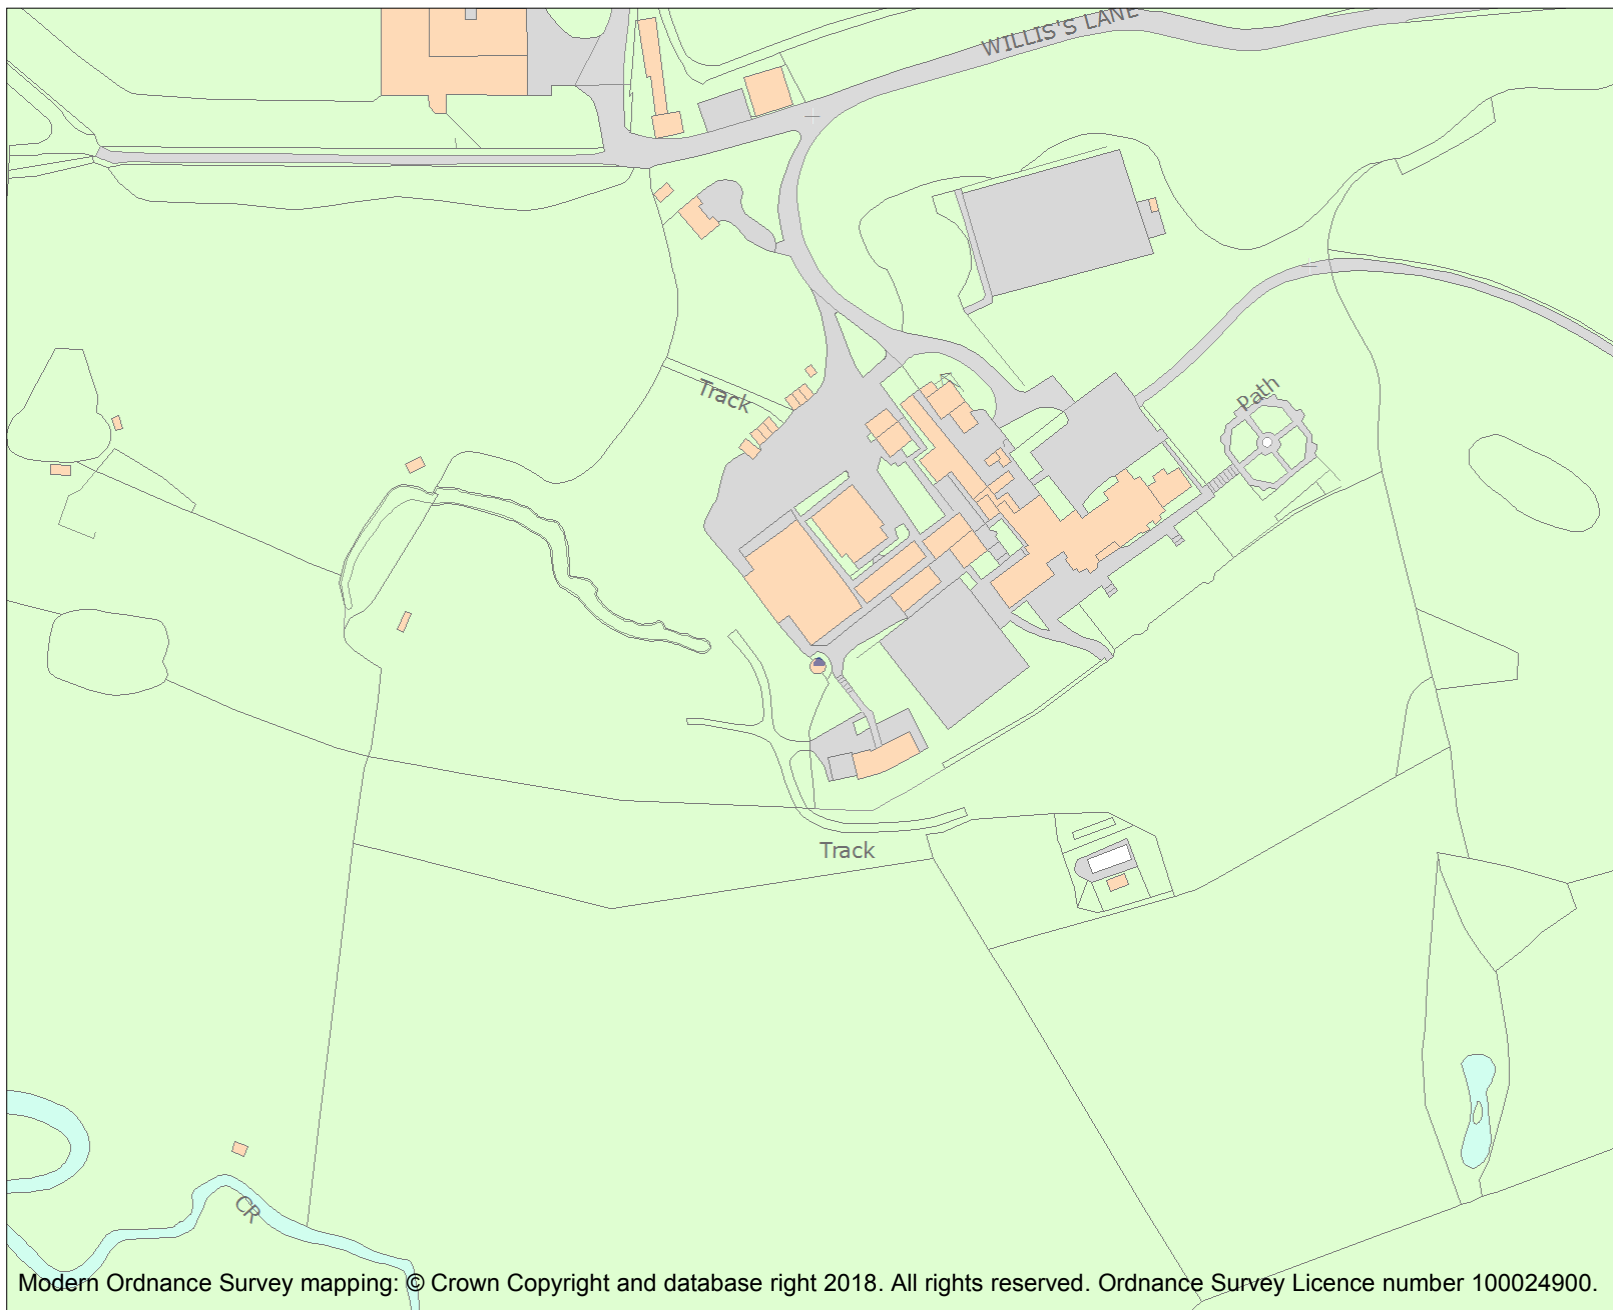 WILLIS'S LANE
Track
Path
Track
CR
Modern Ordnance Survey mapping: © Crown Copyright and database right 2018. All rights reserved. Ordnance Survey Licence number 100024900.